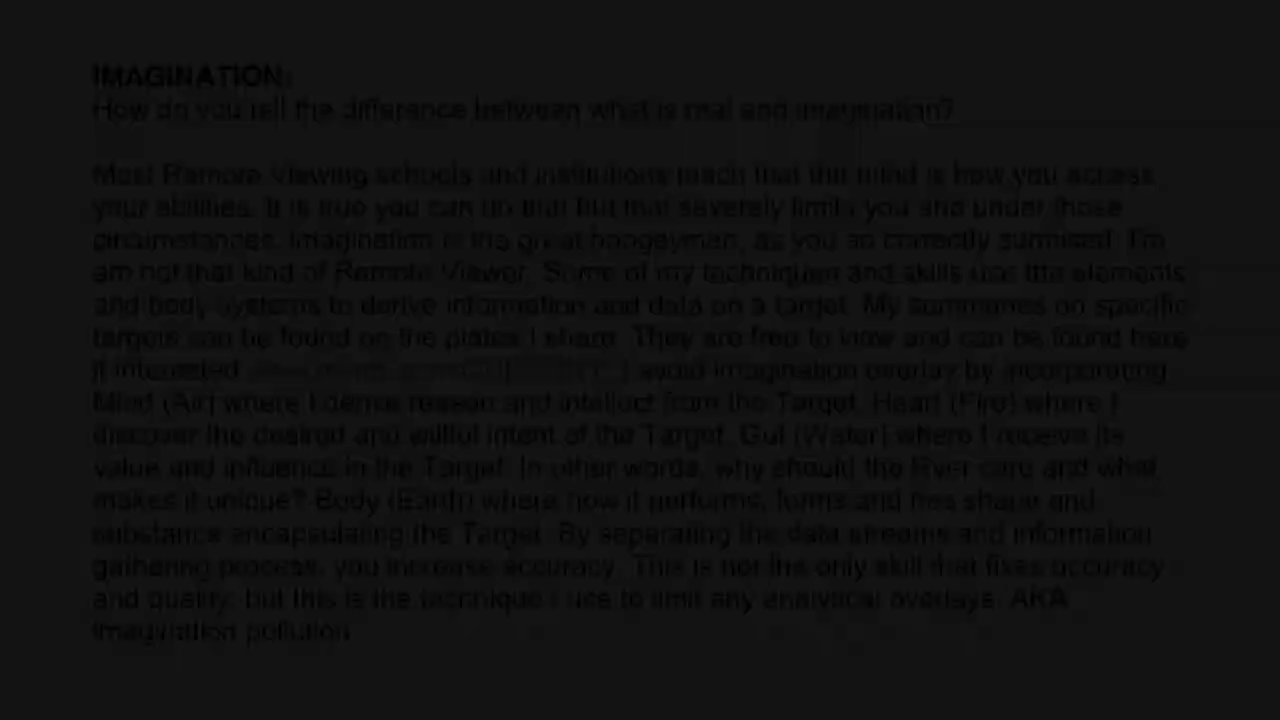 IMAGINATION:
How do you tell the difference between what is real and imagination?
Most Remote Viewing schools and institutions teach that the mind is how you access
your abilities. It is true you can do that but that severely limits you and under those
circumstances, imagination is the great boogeyman, as you so correctly surmised. I'm
am not that kind of Remote Viewer. Some of my techniques and skills use the elements
and body systems to derive information and data on a target. My summaries on specific
targets can be found on the plates I share. They are free to view and can be found here
if interested I avoid imagination overlay by incorporating
Mind (Air) where I derive reason and intellect from the Target, Heart (Fire) where I
discover the desired and willful intent of the Target, Gut (Water) where I receive its
value and influence in the Target. In other words, why should the River care and what
makes it unique? Body (Earth) where how it performs, forms and has shape and
substance encapsulating the Target. By separating the data streams and information
gathering process, you increase accuracy. This is not the only skill that fixes accuracy
and quality, but this is the technique I use to limit any analytical overlays. AKA
imagination pollution